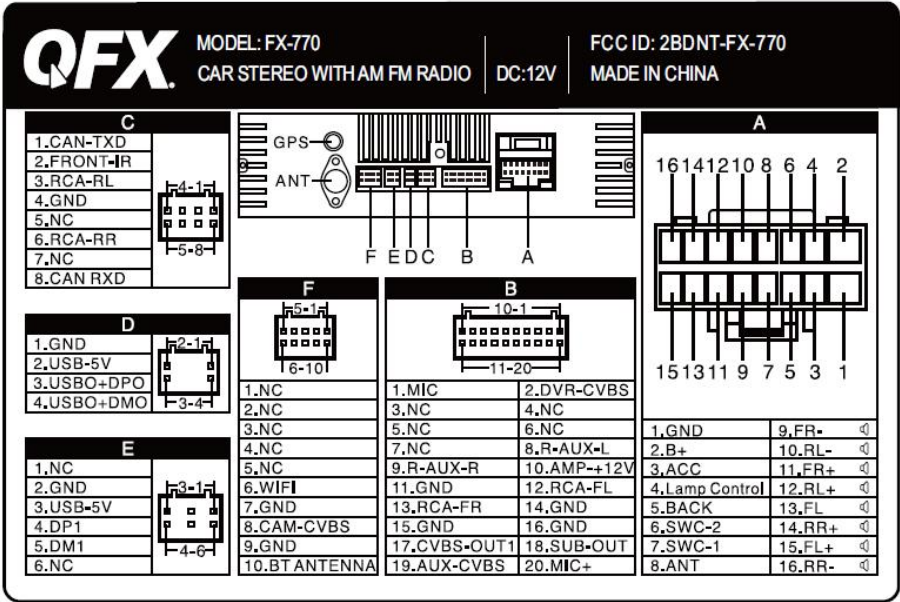 QFX.
MODEL: FX-770
CAR STEREO WITH AM FM RADIO
DC:12V
FCC ID: 2BDNT-FX-770
MADE IN CHINA
C
1.CAN-TXD
2.FRONT-IR
3.RCA-RL
4.GND
5.NC
6.RCA-RR
7.NC
8.CAN RXD
4-1
5-8
D
1.GND
2.USB-5V
3.USBO+DPO
4.USBO+DMO
2-1
3-4
E
1.NC
2.GND
3.USB-5V
4.DP1
5.DM1
6.NC
3-1
4-6
GPS
ANT
F E D C B A
F
5-1
6-10
1.NC
2.NC
3.NC
4.NC
5.NC
6.WIFI
7.GND
8.CAM-CVBS
9.GND
10.BT ANTENNA
B
10-1
11-20
1.MIC 2.DVR-CVBS
3.NC 4.NC
5.NC 6.NC
7.NC 8.R-AUX-L
9.R-AUX-R 10.AMP-+12V
11.GND 12.RCA-FL
13.RCA-FR 14.GND
15.GND 16.GND
17.CVBS-OUT1 18.SUB-OUT
19.AUX-CVBS 20.MIC+
A
16 14 12 10 8 6 4 2
15 13 11 9 7 5 3 1
1.GND 9.FR-
2.B+ 10.RL-
3.ACC 11.FR+
4.Lamp Control 12.RL+
5.BACK 13.FL
6.SWC-2 14.RR+
7.SWC-1 15.FL+
8.ANT 16.RR-